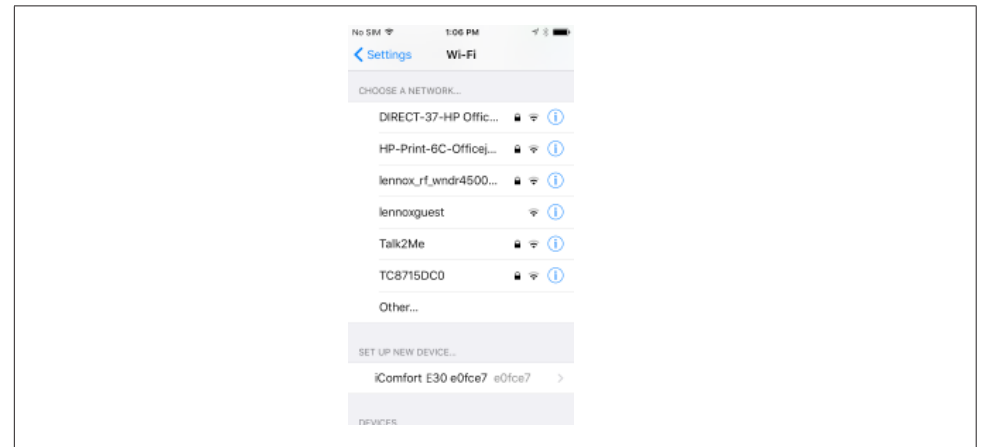 No SIM 1:06 PM
Settings Wi-Fi
CHOOSE A NETWORK...
DIRECT-37-HP Offic...
HP-Print-6C-Officej...
lennox_rf_wndr4500...
lennoxguest
Talk2Me
TC8715DC0
Other...
SET UP NEW DEVICE...
iComfort E30 e0fce7 e0fce7
DEVICES